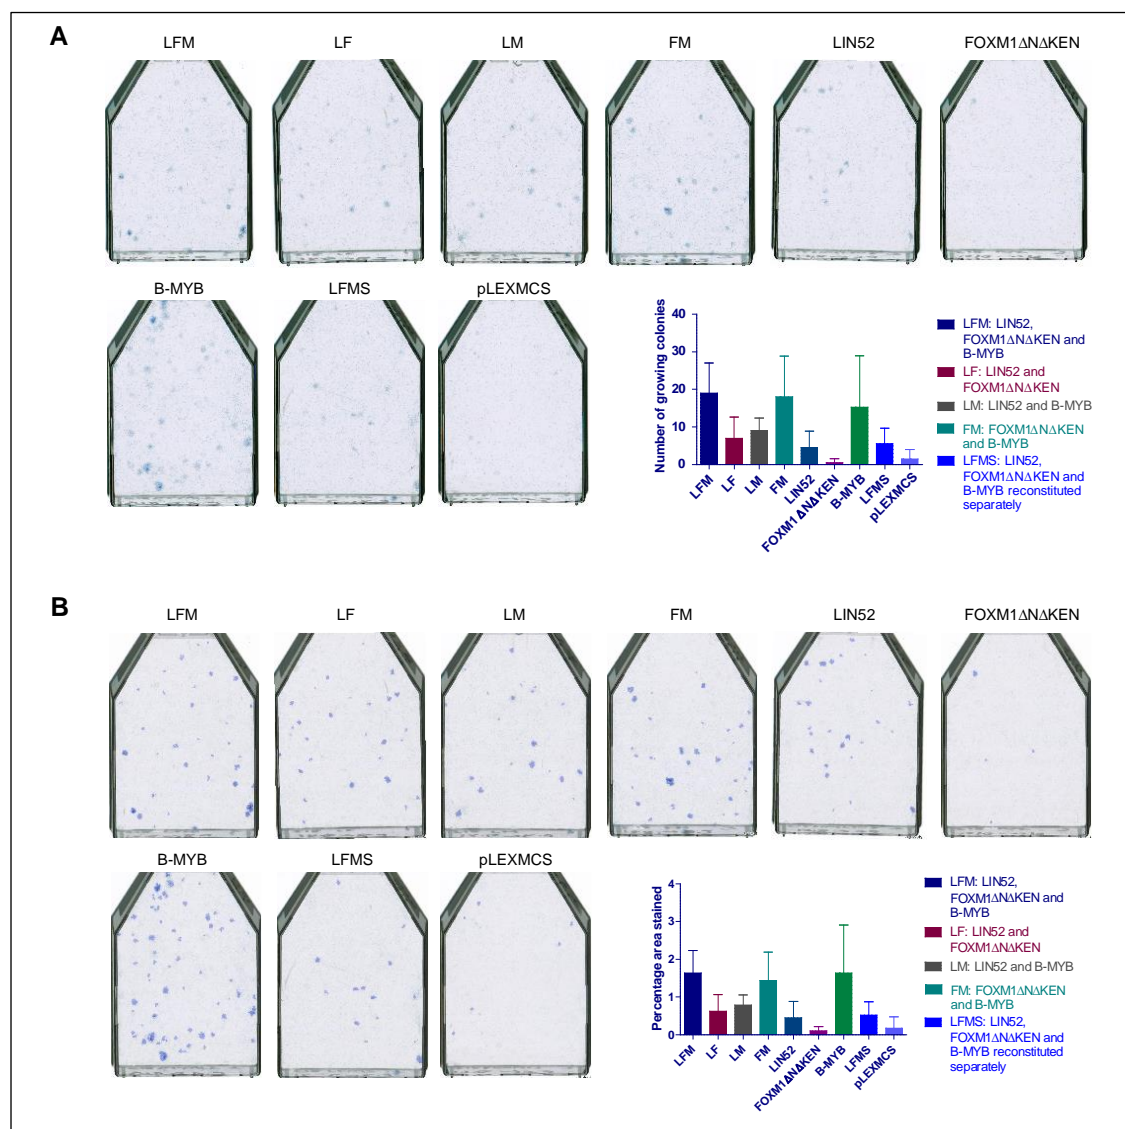 A
LFM
LF
LM
FM
LIN52
FOXM1ΔNΔKEN
B-MYB
LFMS
pLEXMCS
Number of growing colonies
40
30
20
10
0
LFM
LF
LM
FM
LIN52
FOXM1ΔNΔKEN
B-MYB
LFMS
pLEXMCS
LFM: LIN52,
FOXM1ΔNΔKEN and
B-MYB
LF: LIN52 and
FOXM1ΔNΔKEN
LM: LIN52 and B-MYB
FM: FOXM1ΔNΔKEN
and B-MYB
LFMS: LIN52,
FOXM1ΔNΔKEN and
B-MYB reconstituted
separately
B
LFM
LF
LM
FM
LIN52
FOXM1ΔNΔKEN
B-MYB
LFMS
pLEXMCS
Percentage area stained
4
3
2
1
0
LFM
LF
LM
FM
LIN52
FOXM1ΔNΔKEN
B-MYB
LFMS
pLEXMCS
LFM: LIN52,
FOXM1ΔNΔKEN and
B-MYB
LF: LIN52 and
FOXM1ΔNΔKEN
LM: LIN52 and B-MYB
FM: FOXM1ΔNΔKEN
and B-MYB
LFMS: LIN52,
FOXM1ΔNΔKEN and
B-MYB reconstituted
separately